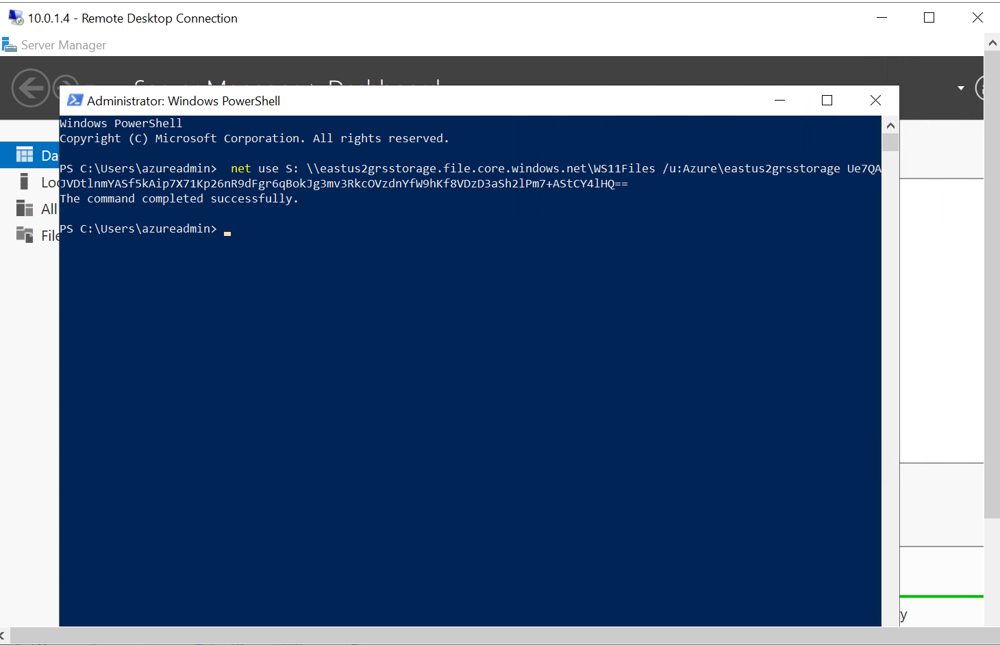 10.0.1.4 - Remote Desktop Connection
Server Manager
Administrator: Windows PowerShell
Windows PowerShell
Copyright (C) Microsoft Corporation. All rights reserved.
PS C:\Users\azureadmin>  net use S: \\eastus2grsstorage.file.core.windows.net\WS11Files /u:Azure\eastus2grsstorage Ue7QA
JVDtlnmYASf5kAip7X71Kp26nR9dFgr6qBokJg3mv3RkcOVzdnYfW9hKf8VDzD3aSh2lPm7+AStCY4lHQ==
The command completed successfully.
PS C:\Users\azureadmin>
Da
Loc
All
File
y